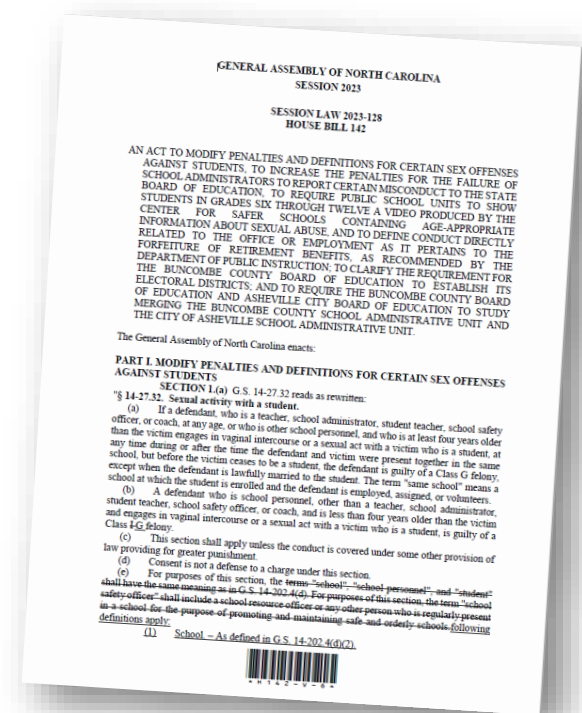 GENERAL ASSEMBLY OF NORTH CAROLINA
SESSION 2023
SESSION LAW 2023-128
HOUSE BILL 142
AN ACT TO MODIFY PENALTIES AND DEFINITIONS FOR CERTAIN SEX OFFENSES
AGAINST STUDENTS, TO INCREASE THE PENALTIES FOR THE FAILURE OF
SCHOOL ADMINISTRATORS TO REPORT CERTAIN MISCONDUCT TO THE STATE
BOARD OF EDUCATION, TO REQUIRE PUBLIC SCHOOL UNITS TO SHOW
STUDENTS IN GRADES SIX THROUGH TWELVE A VIDEO PRODUCED BY THE
CENTER FOR SAFER SCHOOLS CONTAINING AGE-APPROPRIATE
INFORMATION ABOUT SEXUAL ABUSE, AND TO DEFINE CONDUCT DIRECTLY
RELATED TO THE OFFICE OR EMPLOYMENT AS IT PERTAINS TO THE
FORFEITURE OF RETIREMENT BENEFITS, AS RECOMMENDED BY THE
DEPARTMENT OF PUBLIC INSTRUCTION; TO CLARIFY THE REQUIREMENT FOR
THE BUNCOMBE COUNTY BOARD OF EDUCATION TO ESTABLISH ITS
ELECTORAL DISTRICTS; AND TO REQUIRE THE BUNCOMBE COUNTY BOARD
OF EDUCATION AND ASHEVILLE CITY BOARD OF EDUCATION TO STUDY
MERGING THE BUNCOMBE COUNTY SCHOOL ADMINISTRATIVE UNIT AND
THE CITY OF ASHEVILLE SCHOOL ADMINISTRATIVE UNIT.
The General Assembly of North Carolina enacts:
PART I. MODIFY PENALTIES AND DEFINITIONS FOR CERTAIN SEX OFFENSES
AGAINST STUDENTS
SECTION 1.(a) G.S. 14-27.32 reads as rewritten:
"§ 14-27.32. Sexual activity with a student.
(a) If a defendant, who is a teacher, school administrator, student teacher, school safety
officer, or coach, at any age, or who is other school personnel, and who is at least four years older
than the victim engages in vaginal intercourse or a sexual act with a victim who is a student, at
any time during or after the time the defendant and victim were present together in the same
school, but before the victim ceases to be a student, the defendant is guilty of a Class G felony,
except when the defendant is lawfully married to the student. The term "same school" means a
school at which the student is enrolled and the defendant is employed, assigned, or volunteers.
(b) A defendant who is school personnel, other than a teacher, school administrator,
student teacher, school safety officer, or coach, and is less than four years older than the victim
and engages in vaginal intercourse or a sexual act with a victim who is a student, is guilty of a
Class I G felony.
(c) This section shall apply unless the conduct is covered under some other provision of
law providing for greater punishment.
(d) Consent is not a defense to a charge under this section.
(e) For purposes of this section, the terms "school", "school personnel", and "student"
shall have the same meaning as in G.S. 14-202.4(d). For purposes of this section, the term "school
safety officer" shall include a school resource officer or any other person who is regularly present
in a school for the purpose of promoting and maintaining safe and orderly schools. following
definitions apply:
(1) School. – As defined in G.S. 14-202.4(d)(2).